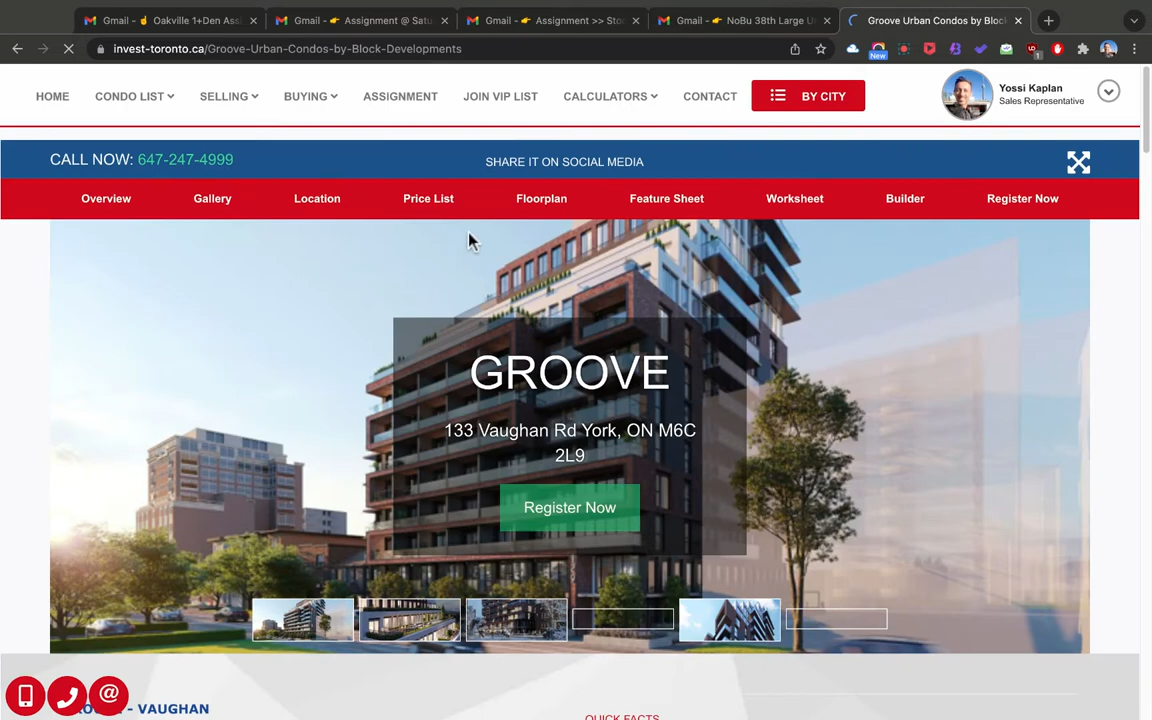 Gmail - ☝ Oakville 1+Den Ass
Gmail - 👉 Assignment @ Satu
Gmail - 👉 Assignment >> Sto
Gmail - 👉 NoBu 38th Large U
Groove Urban Condos by Bloc
invest-toronto.ca/Groove-Urban-Condos-by-Block-Developments
New
1
HOME
CONDO LIST
SELLING
BUYING
ASSIGNMENT
JOIN VIP LIST
CALCULATORS
CONTACT
BY CITY
Yossi Kaplan
Sales Representative
CALL NOW: 647-247-4999
SHARE IT ON SOCIAL MEDIA
Overview
Gallery
Location
Price List
Floorplan
Feature Sheet
Worksheet
Builder
Register Now
GROOVE
133 Vaughan Rd York, ON M6C
2L9
Register Now
- VAUGHAN
QUICK FACTS